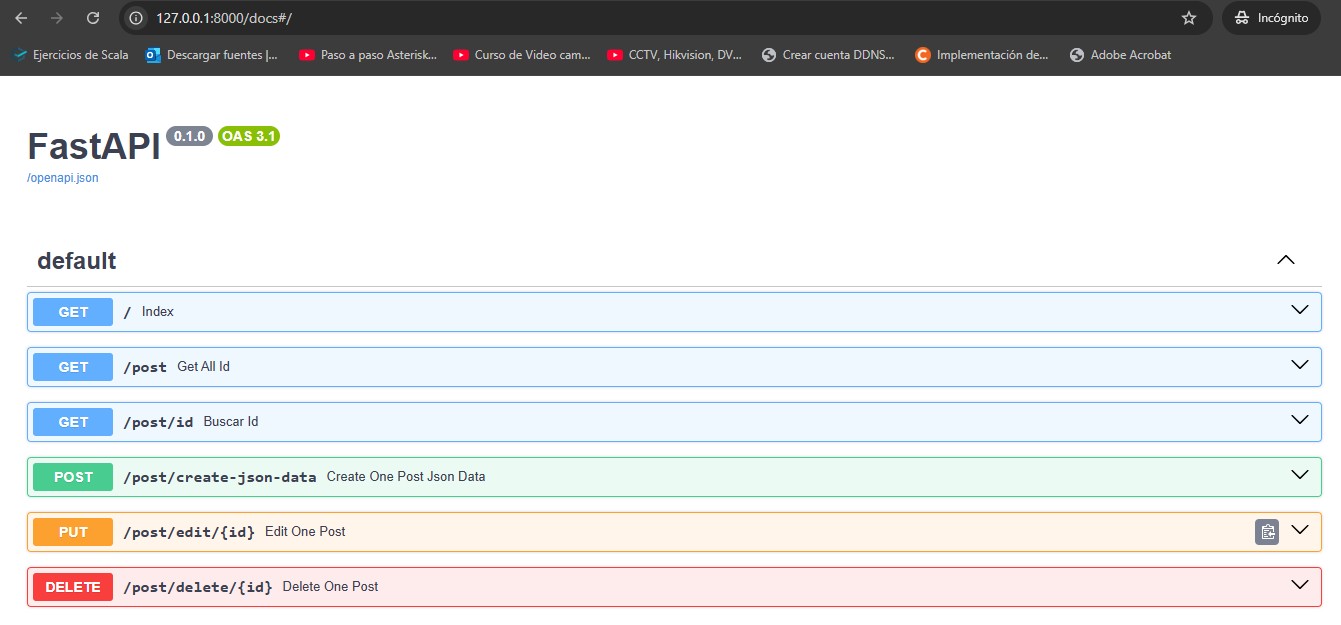 127.0.0.1:8000/docs#/ Incógnito
Ejercicios de Scala Descargar fuentes |... Paso a paso Asterisk... Curso de Video cam... CCTV, Hikvision, DV... Crear cuenta DDNS... Implementación de... Adobe Acrobat
FastAPI 0.1.0 OAS 3.1
/openapi.json
default
GET / Index
GET /post Get All Id
GET /post/id Buscar Id
POST /post/create-json-data Create One Post Json Data
PUT /post/edit/{id} Edit One Post
DELETE /post/delete/{id} Delete One Post